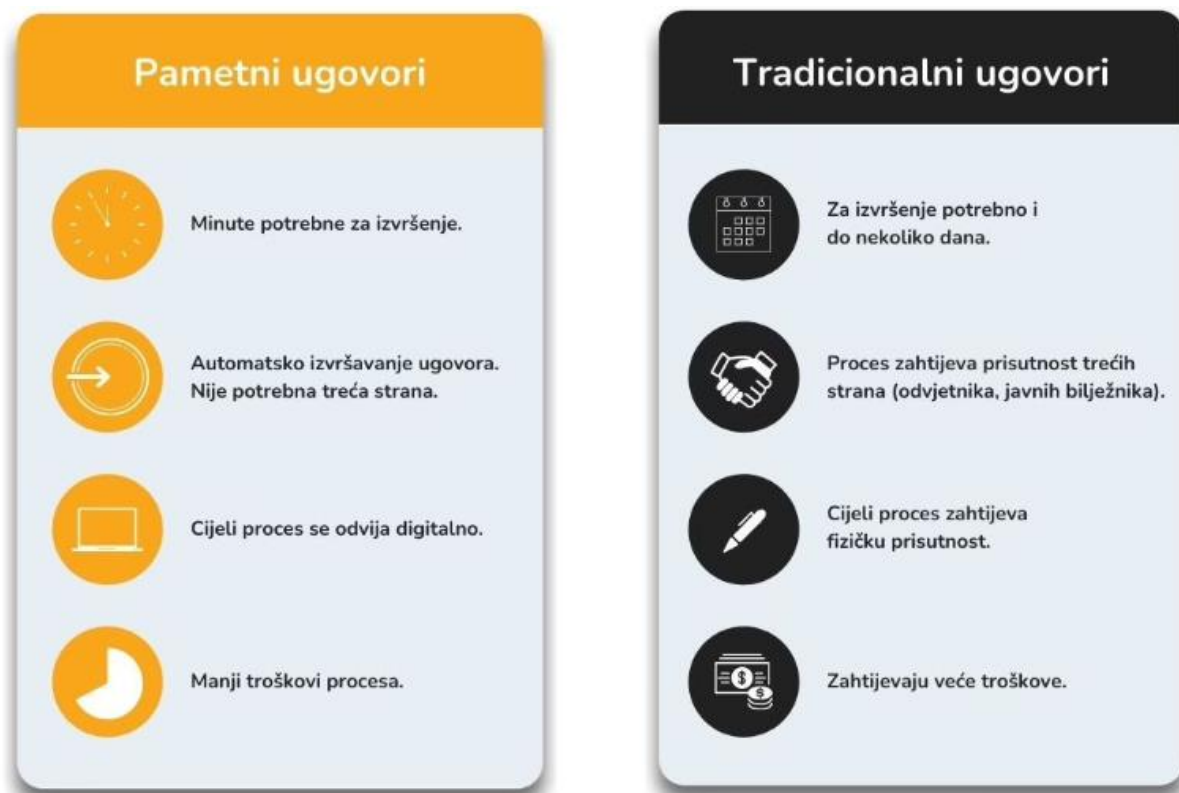 Pametni ugovori
Minute potrebne za izvršenje.
Automatsko izvršavanje ugovora.
Nije potrebna treća strana.
Cijeli proces se odvija digitalno.
Manji troškovi procesa.
Tradicionalni ugovori
Za izvršenje potrebno i
do nekoliko dana.
Proces zahtijeva prisutnost trećih
strana (odvjetnika, javnih bilježnika).
Cijeli proces zahtijeva
fizičku prisutnost.
Zahtijevaju veće troškove.